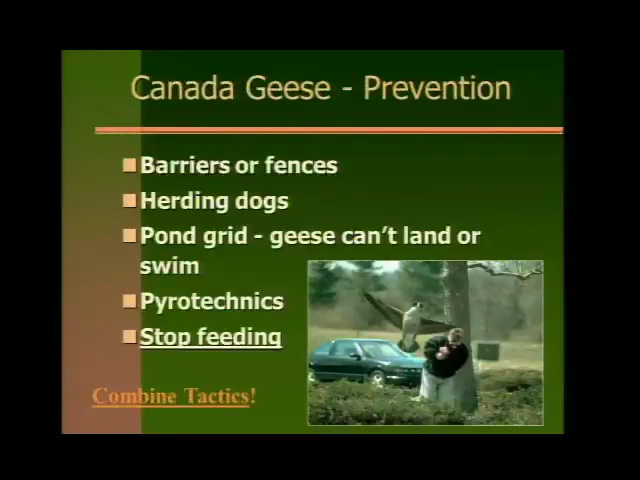 Canada Geese - Prevention
Barriers or fences
Herding dogs
Pond grid - geese can't land or
swim
Pyrotechnics
Stop feeding
Combine Tactics!